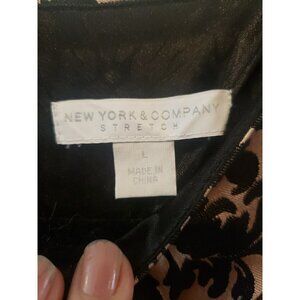 NEW YORK & COMPANY
STRETCH
L
MADE IN
CHINA